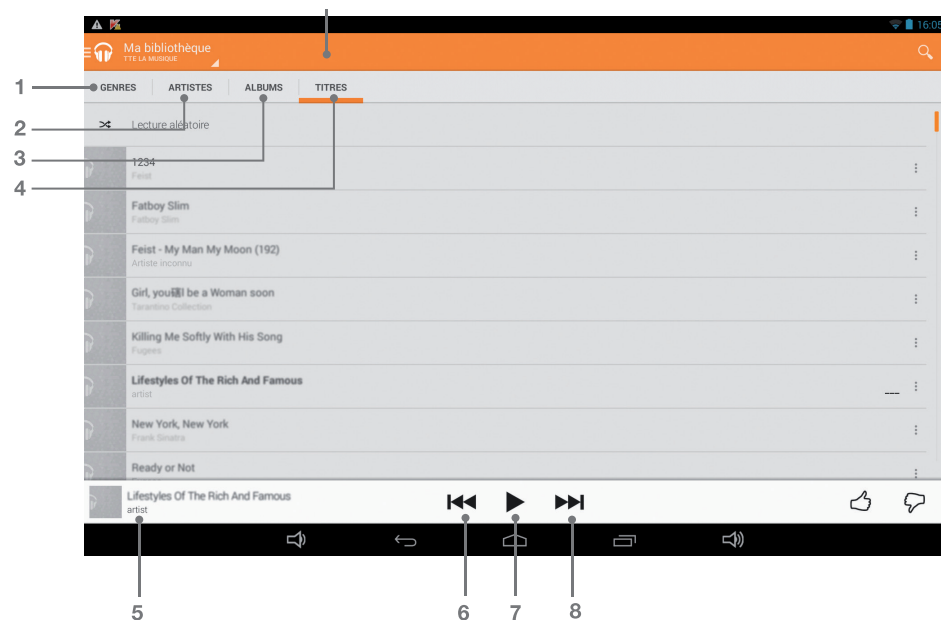 16:05
Ma bibliothèque
TTE LA MUSIQUE
1 GENRES ARTISTES ALBUMS TITRES
2 Lecture aléatoire
3
1234
4
Feist
Fatboy Slim
Fatboy Slim
Feist - My Man My Moon (192)
Artiste inconnu
Girl, you l be a Woman soon
Tarantino Collection
Killing Me Softly With His Song
Fugees
Lifestyles Of The Rich And Famous
artist
New York, New York
Frank Sinatra
Ready or Not
Lifestyles Of The Rich And Famous
artist
5 6 7 8